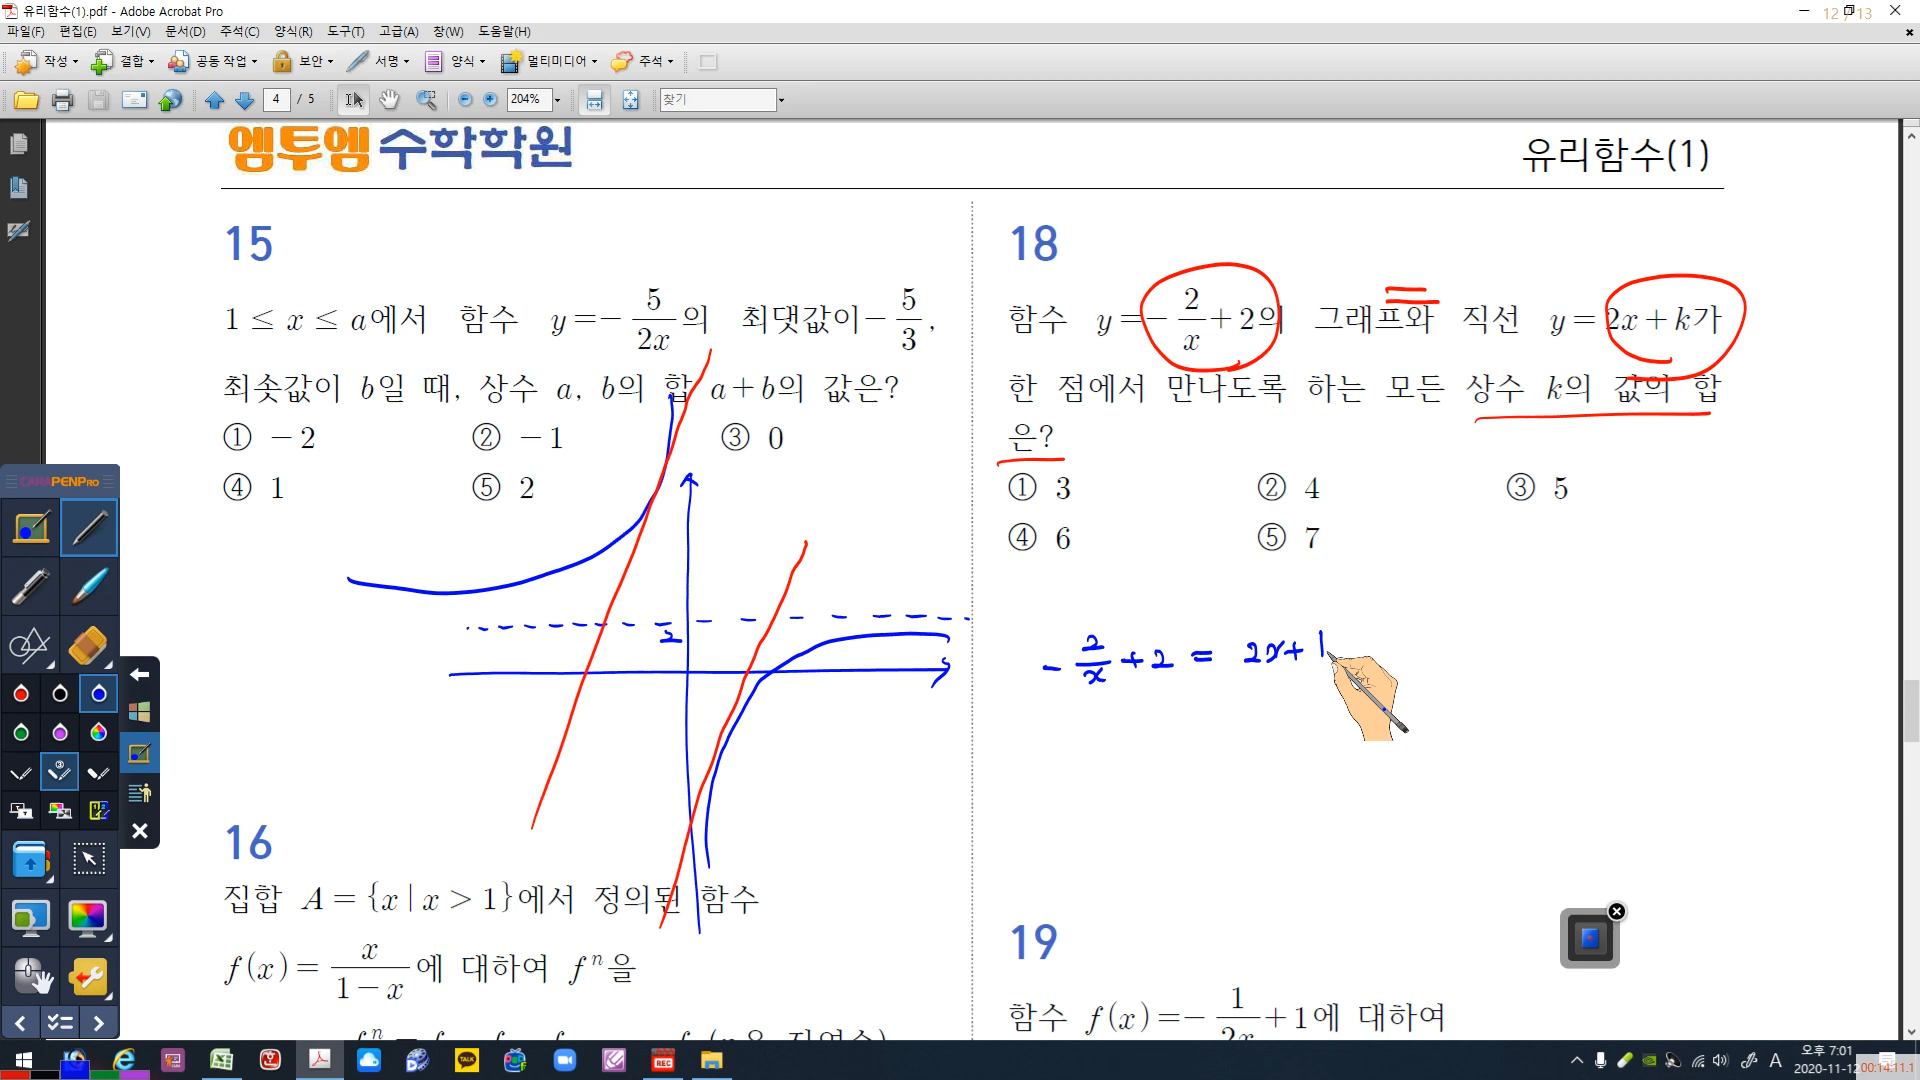 유리함수(1).pdf - Adobe Acrobat Pro
12 / 13
파일(F) 편집(E) 보기(V) 문서(D) 주석(C) 양식(R) 도구(T) 고급(A) 창(W) 도움말(H)
작성 결합 공동 작업 보안 서명 양식 멀티미디어 주석
4 / 5 204% 찾기
엠투엠 수학학원
유리함수(1)
15
1 ≤ x ≤ a에서 함수 y = -5/2x의 최댓값이 -5/3,
최솟값이 b일 때, 상수 a, b의 합 a+b의 값은?
① -2 ② -1 ③ 0
④ 1 ⑤ 2
2
16
집합 A = {x | x > 1}에서 정의된 함수
f(x) = x/1-x에 대하여 fⁿ을
18
함수 y = -2/x + 2의 그래프와 직선 y = 2x + k가
한 점에서 만나도록 하는 모든 상수 k의 값의 합
은?
① 3 ② 4 ③ 5
④ 6 ⑤ 7
-2/x + 2 = 2x +
19
함수 f(x) = -1/2x + 1에 대하여
CAMAPENPRO
A
오후 7:01
2020-11-12
00:14:11.1